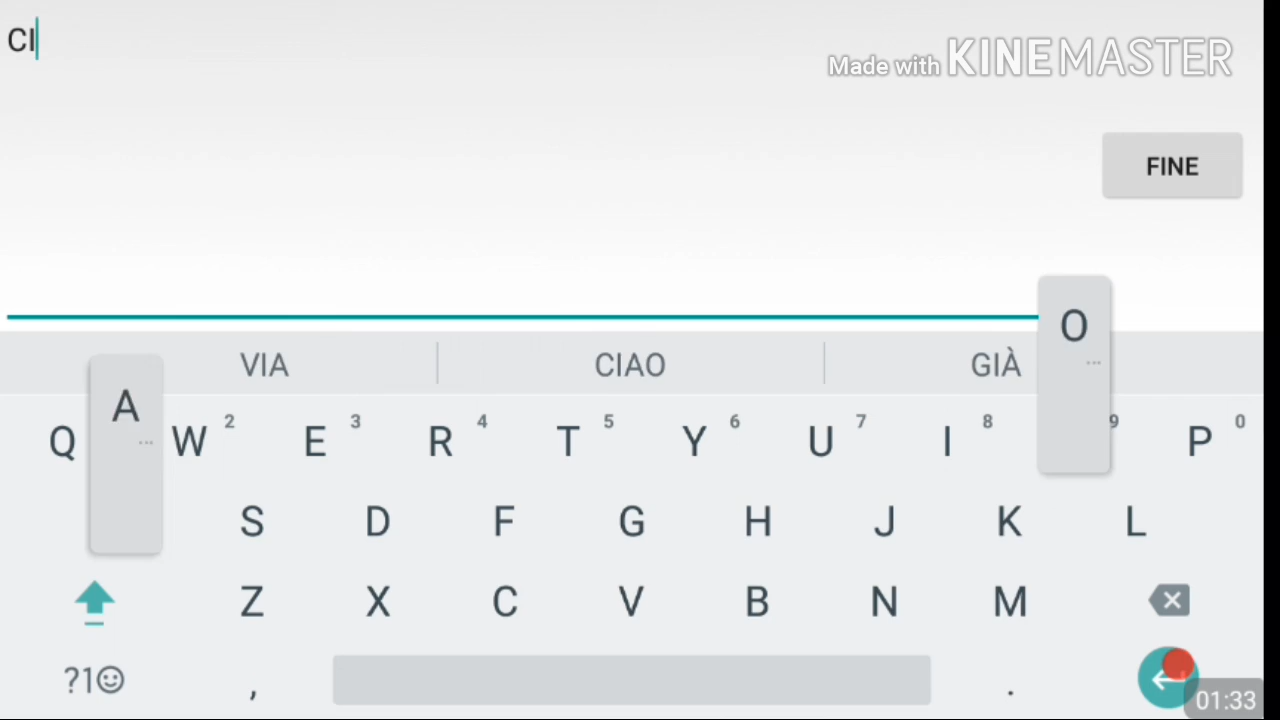 CI
Made with KINEMASTER
FINE
VIA CIAO GIÀ
Q W 2 E 3 R 4 T 5 Y 6 U 7 I 8 O 9 P 0
A S D F G H J K L
Z X C V B N M
?1☺ , .
01:33